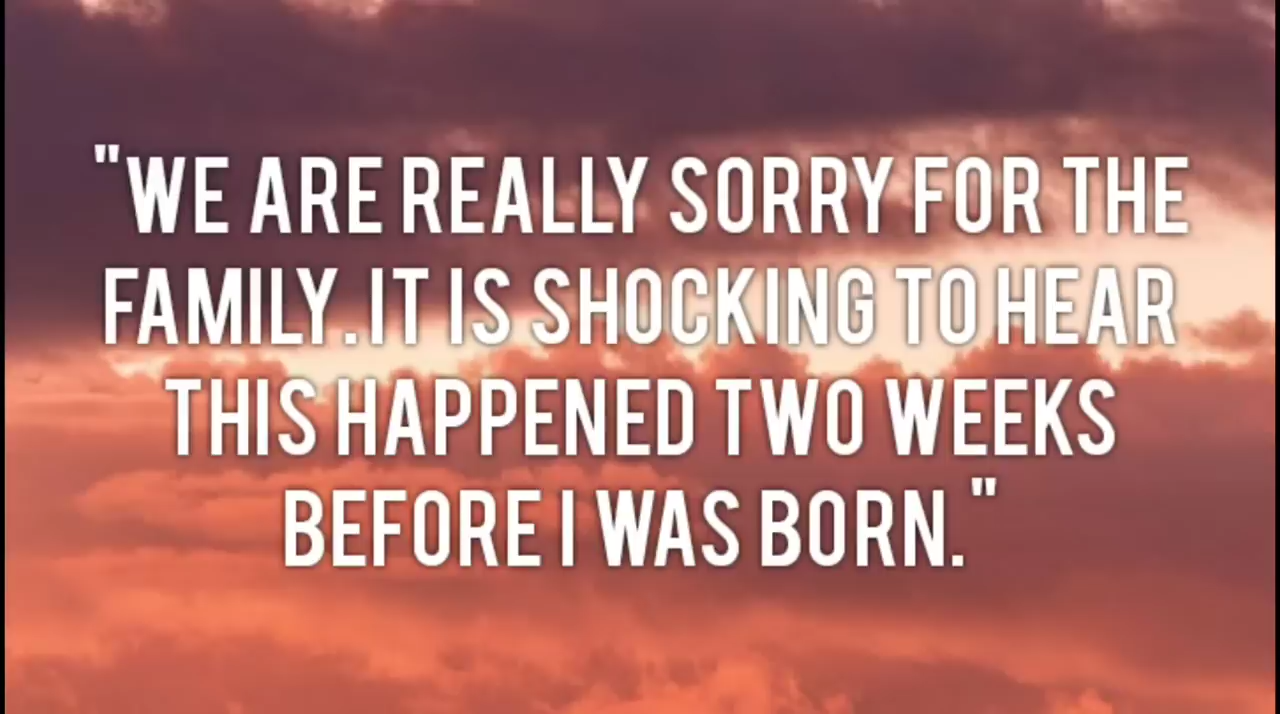 "WE ARE REALLY SORRY FOR THE
FAMILY.IT IS SHOCKING TO HEAR
THIS HAPPENED TWO WEEKS
BEFORE I WAS BORN."